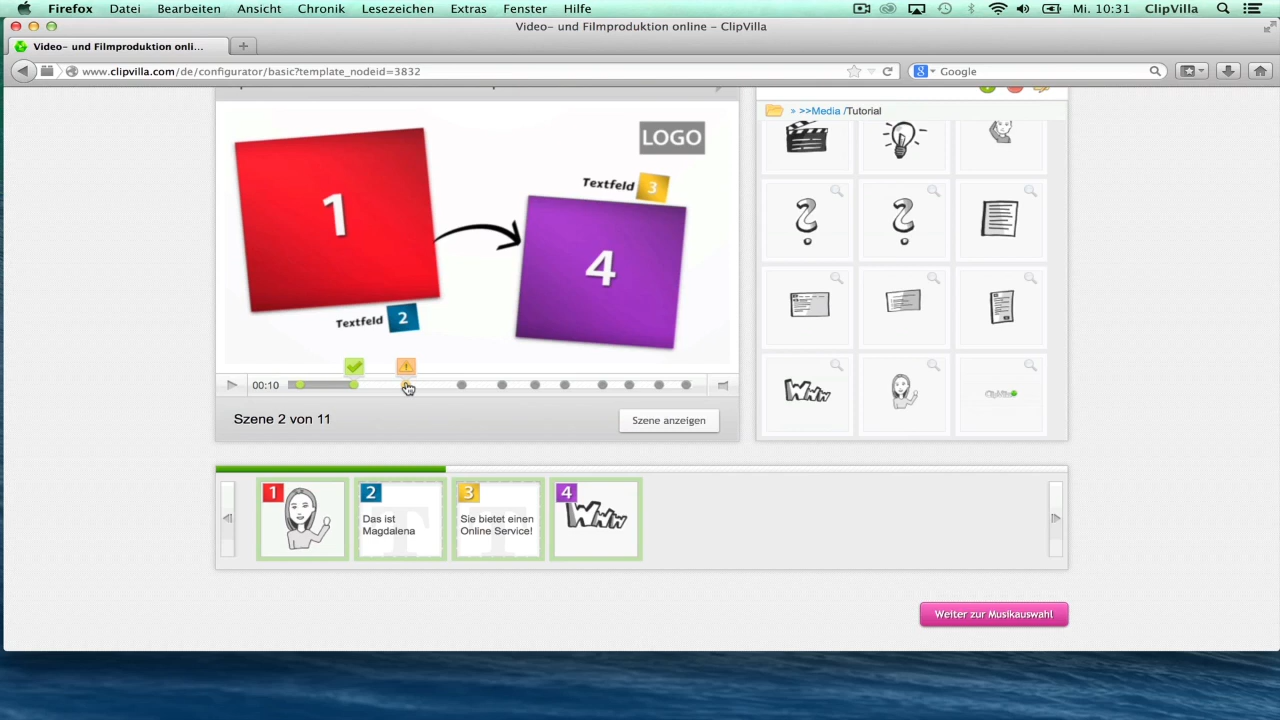 Firefox Datei Bearbeiten Ansicht Chronik Lesezeichen Extras Fenster Hilfe Mi. 10:31 ClipVilla
Video- und Filmproduktion online – ClipVilla
Video- und Filmproduktion onli...
www.clipvilla.com/de/configurator/basic?template_nodeid=3832
Google
» >>Media /Tutorial
LOGO
1
Textfeld 3
4
Textfeld 2
www
ClipVilla
00:10
Szene 2 von 11
Szene anzeigen
1
2
3
4
Das ist
Magdalena
Sie bietet einen
Online Service!
www
Weiter zur Musikauswahl